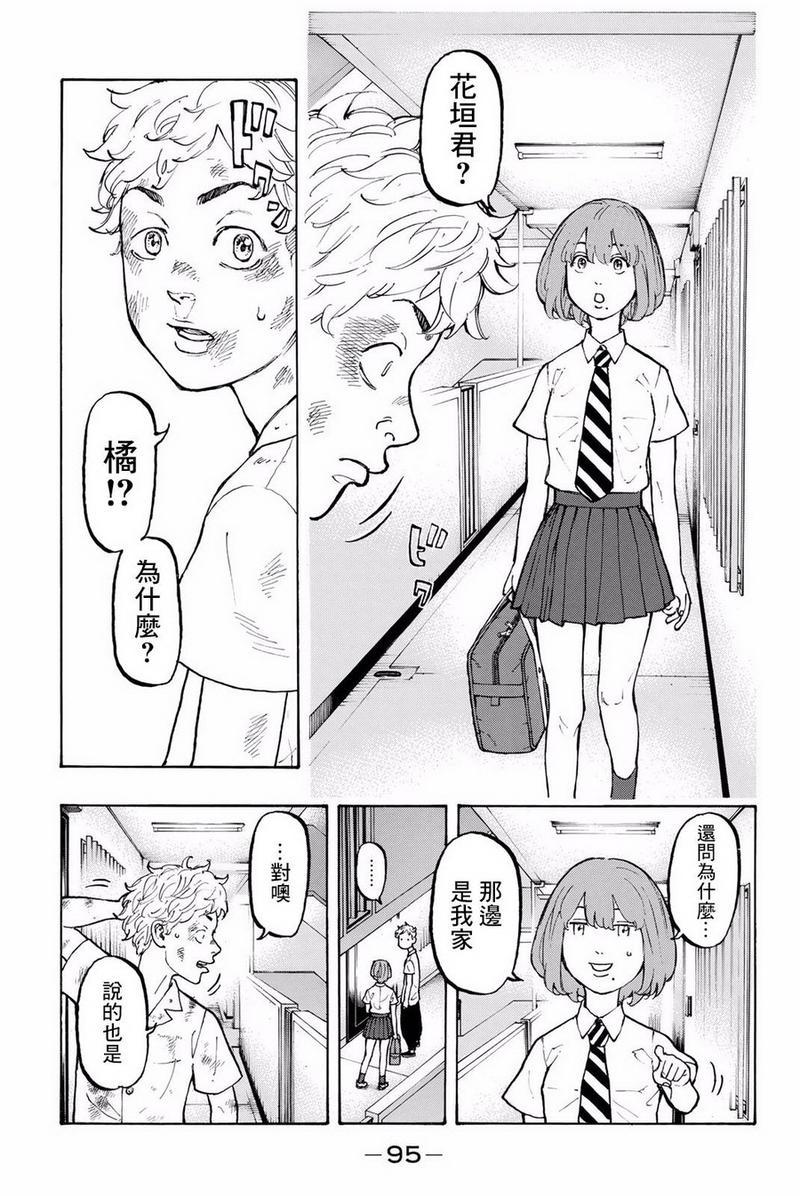 花垣君?
ビク
ドドクン
橘!?
為什麼?
還問為什麼…
那邊
是我家
……
…對噢
說的也是
—95—